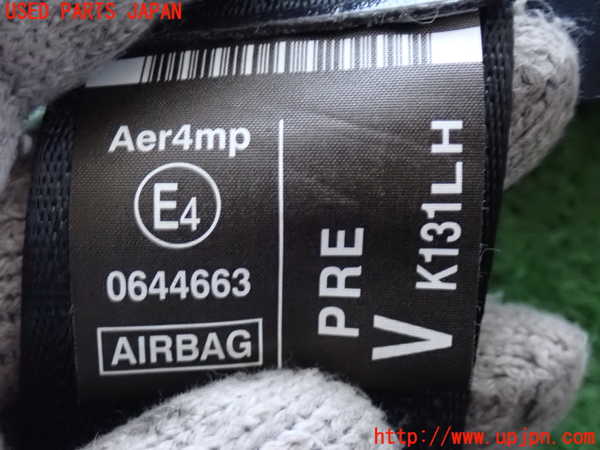 USED PARTS JAPAN
Aer4mp
E4
0644663
AIRBAG
PRE
V
K131LH
http://www.upjpn.com/